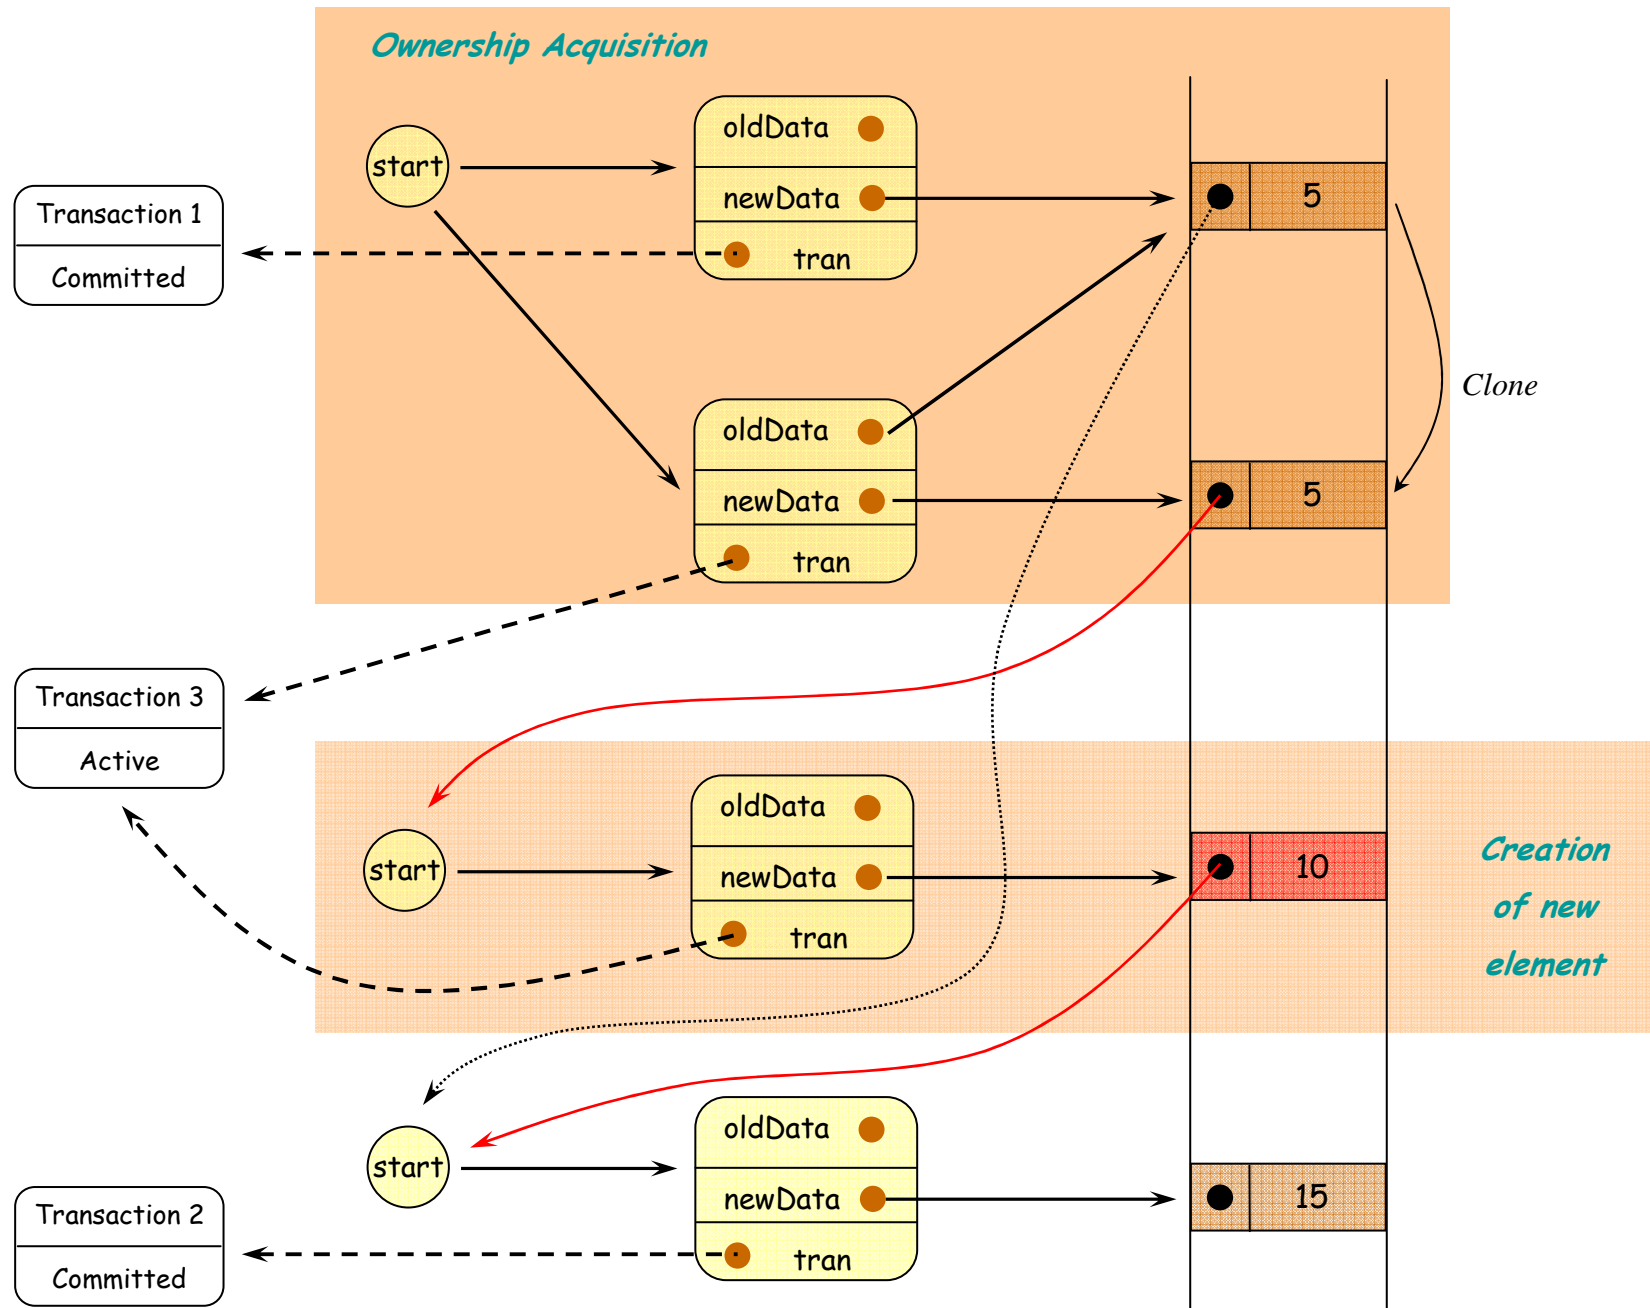 Ownership Acquisition
start
oldData
newData
tran
5
Transaction 1
Committed
Clone
oldData
newData
tran
5
Transaction 3
Active
start
oldData
newData
tran
10
Creation
of new
element
start
oldData
newData
tran
15
Transaction 2
Committed